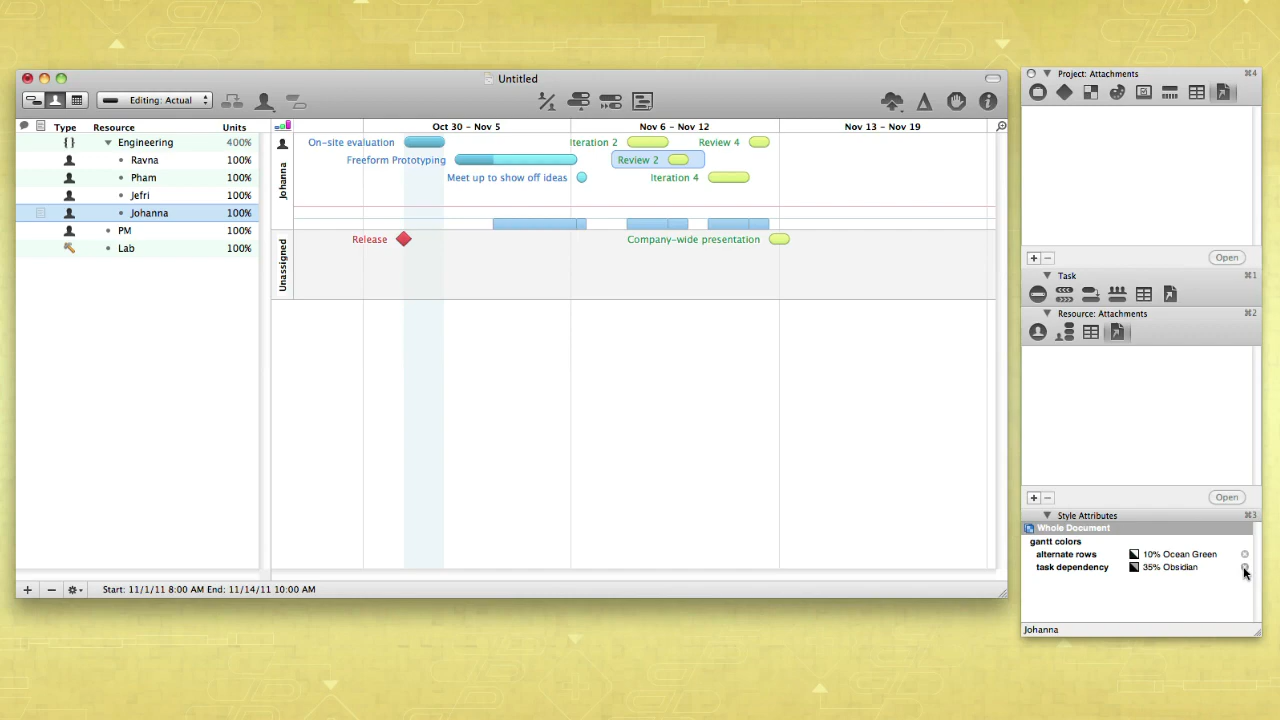 Untitled
Editing: Actual
Type Resource Units
Engineering 400%
Ravna 100%
Pham 100%
Jefri 100%
Johanna 100%
PM 100%
Lab 100%
Oct 30 – Nov 5 Nov 6 – Nov 12 Nov 13 – Nov 19
Johanna
On-site evaluation Iteration 2 Review 4
Freeform Prototyping Review 2
Meet up to show off ideas Iteration 4
Unassigned
Release Company-wide presentation
Start: 11/1/11 8:00 AM End: 11/14/11 10:00 AM
Project: Attachments ⌘4
+ − Open
Task ⌘1
Resource: Attachments ⌘2
+ − Open
Style Attributes ⌘3
Whole Document
gantt colors
alternate rows 10% Ocean Green
task dependency 35% Obsidian
Johanna